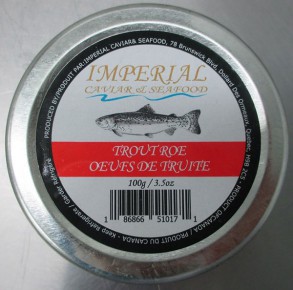 PRODUCED BY/PRODUIT PAR:IMPERIAL CAVIAR & SEAFOOD, 78 Brunswick Blvd, Dollard Des Ormeaux, Quebec, H9B 2C5
IMPERIAL
CAVIAR & SEAFOOD
TROUT ROE
OEUFS DE TRUITE
100g / 3.5oz
1 86866 51017 1
Keep Refrigerated / Garder Réfrigéré
PRODUCT OF CANADA / PRODUIT DU CANADA